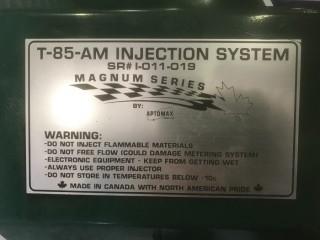 T-85-AM INJECTION SYSTEM
SR# I-011-019
MAGNUM SERIES
BY:
APTOMAX
WARNING:
-DO NOT INJECT FLAMMABLE MATERIALS
-DO NOT FREE FLOW (COULD DAMAGE METERING SYSTEM)
-ELECTRONIC EQUIPMENT - KEEP FROM GETTING WET
-ALWAYS USE PROPER INJECTOR
-DO NOT STORE IN TEMPERATURES BELOW -10c
MADE IN CANADA WITH NORTH AMERICAN PRIDE